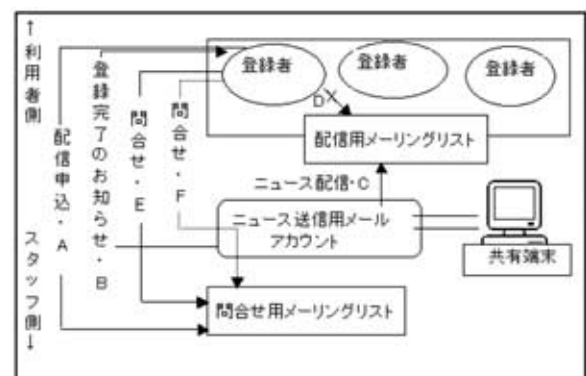 ↑利用者側
スタッフ側↓
配信申込・A
登録完了のお知らせ・B
問合せ・E
問合せ・F
登録者
登録者
登録者
D
配信用メーリングリスト
ニュース配信・C
ニュース送信用メール
アカウント
共有端末
問合せ用メーリングリスト